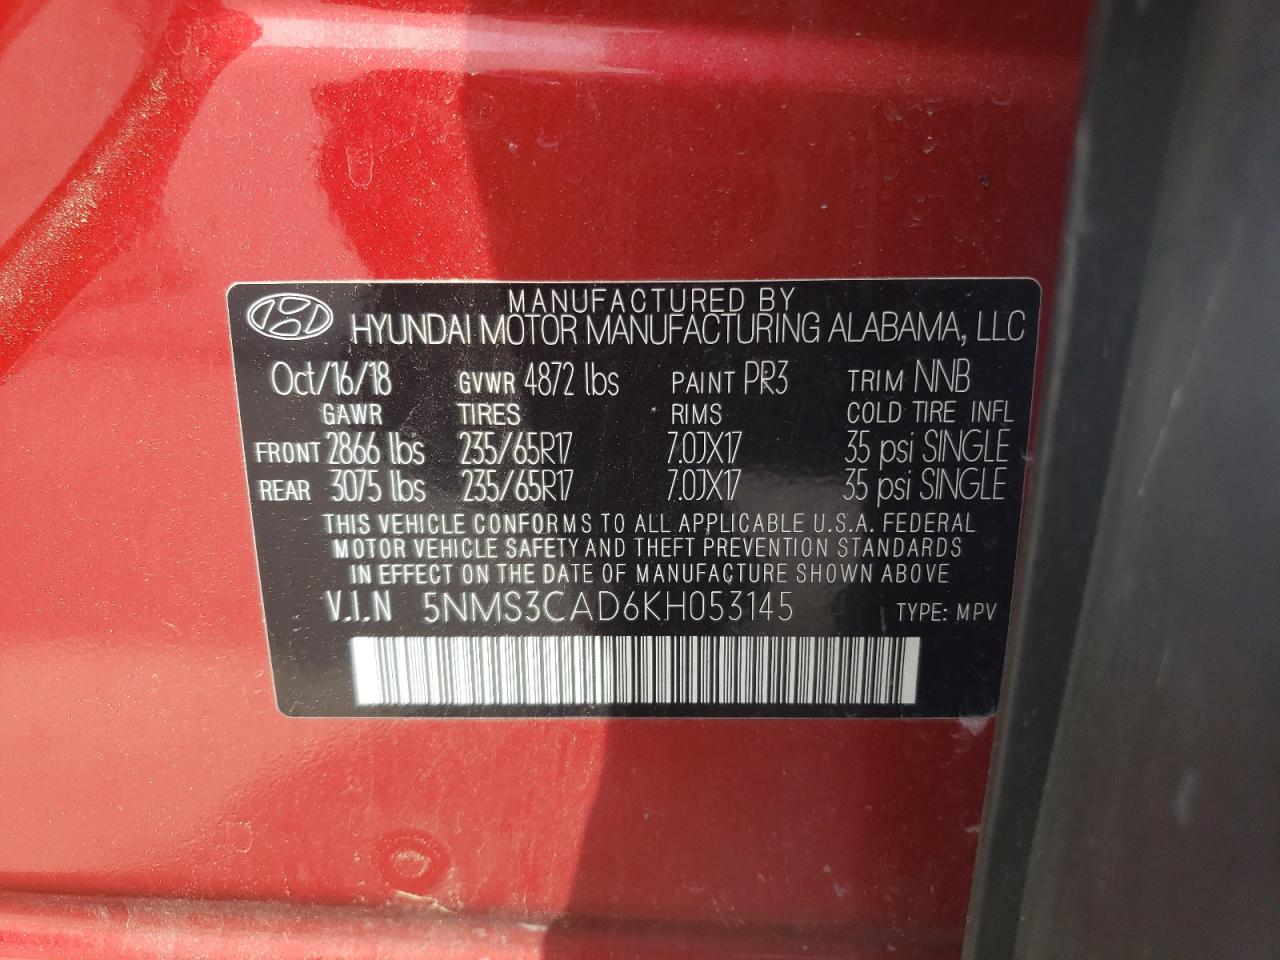 MANUFACTURED BY
HYUNDAI MOTOR MANUFACTURING ALABAMA, LLC
Oct/16/18 GVWR 4872 lbs PAINT PR3 TRIM NNB
GAWR TIRES RIMS COLD TIRE INFL
FRONT 2866 lbs 235/65R17 7.0JX17 35 psi SINGLE
REAR 3075 lbs 235/65R17 7.0JX17 35 psi SINGLE
THIS VEHICLE CONFORMS TO ALL APPLICABLE U.S.A. FEDERAL
MOTOR VEHICLE SAFETY AND THEFT PREVENTION STANDARDS
IN EFFECT ON THE DATE OF MANUFACTURE SHOWN ABOVE
V.I.N 5NMS3CAD6KH053145 TYPE: MPV